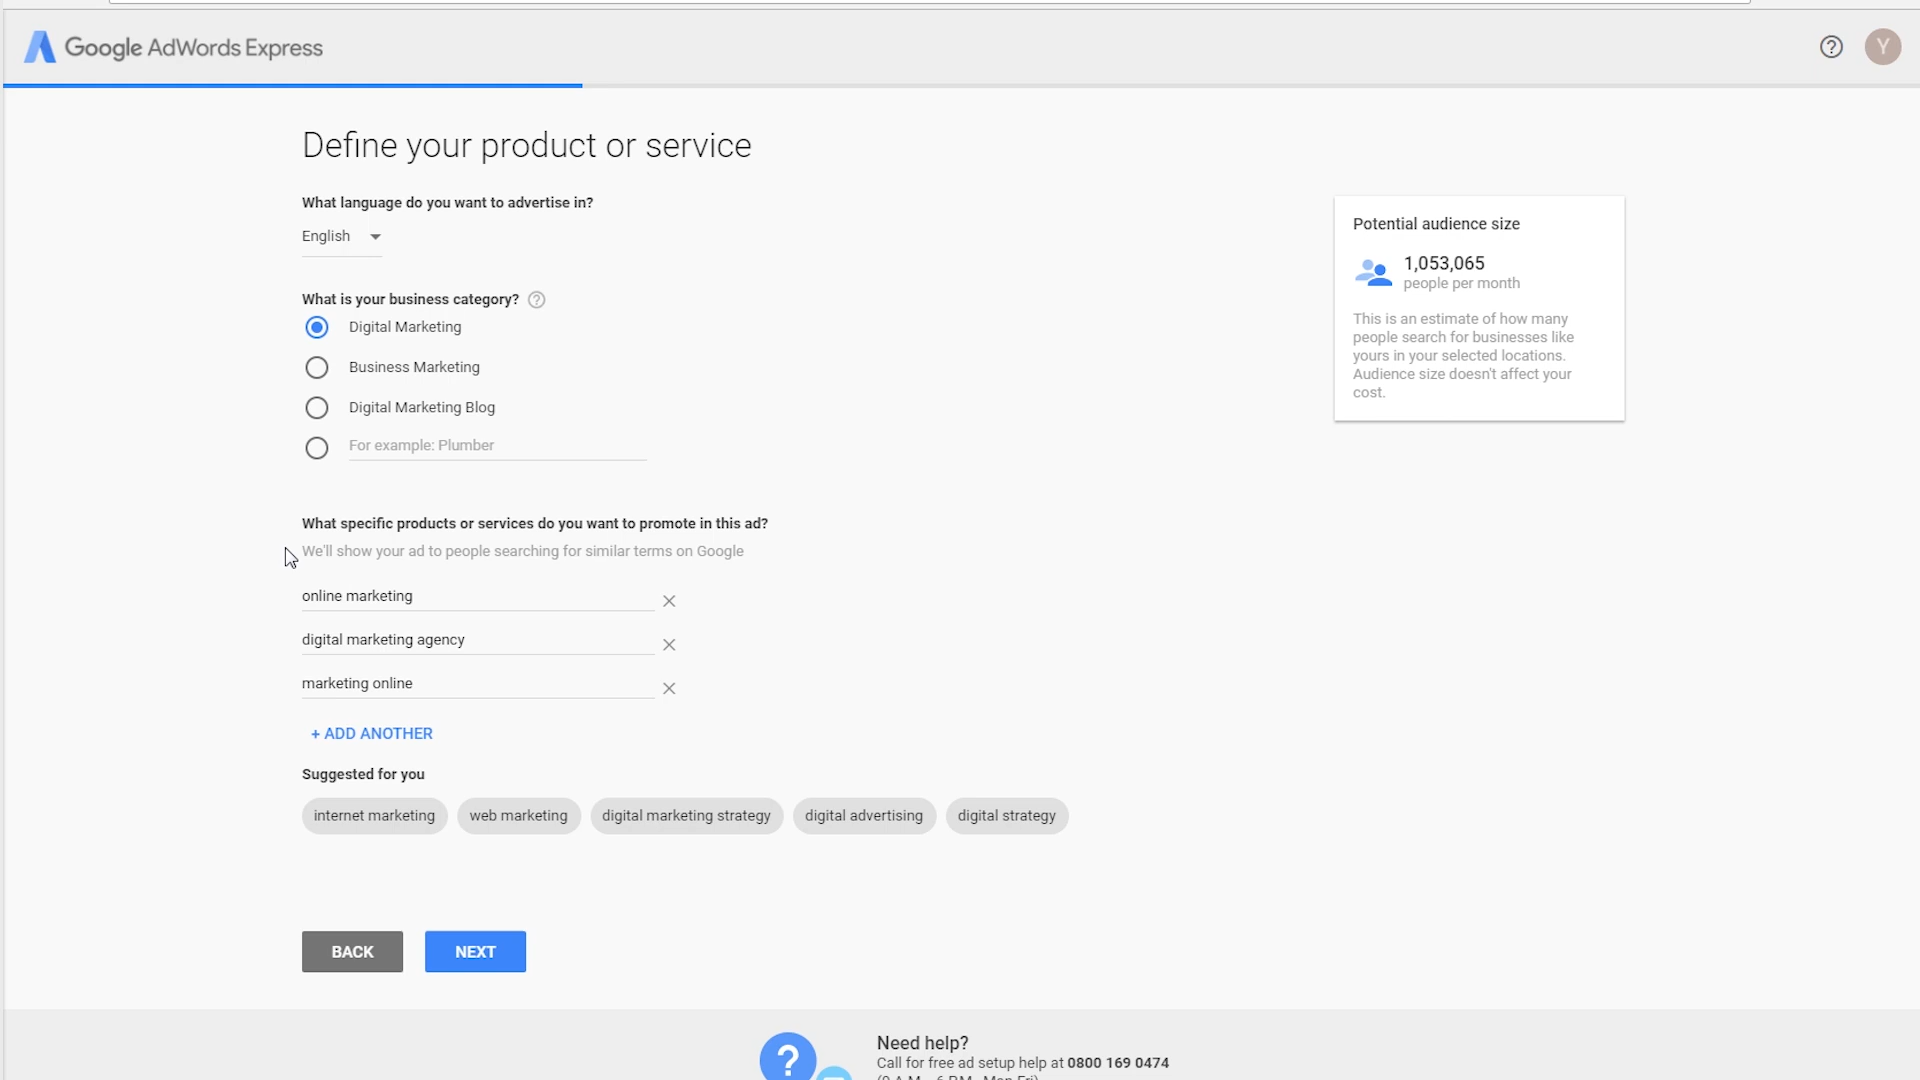 Google AdWords Express
Y
Define your product or service
What language do you want to advertise in?
English
What is your business category?
Digital Marketing
Business Marketing
Digital Marketing Blog
For example: Plumber
What specific products or services do you want to promote in this ad?
We'll show your ad to people searching for similar terms on Google
online marketing
digital marketing agency
marketing online
+ ADD ANOTHER
Suggested for you
internet marketing web marketing digital marketing strategy digital advertising digital strategy
BACK NEXT
Potential audience size
1,053,065
people per month
This is an estimate of how many
people search for businesses like
yours in your selected locations.
Audience size doesn't affect your
cost.
Need help?
Call for free ad setup help at 0800 169 0474